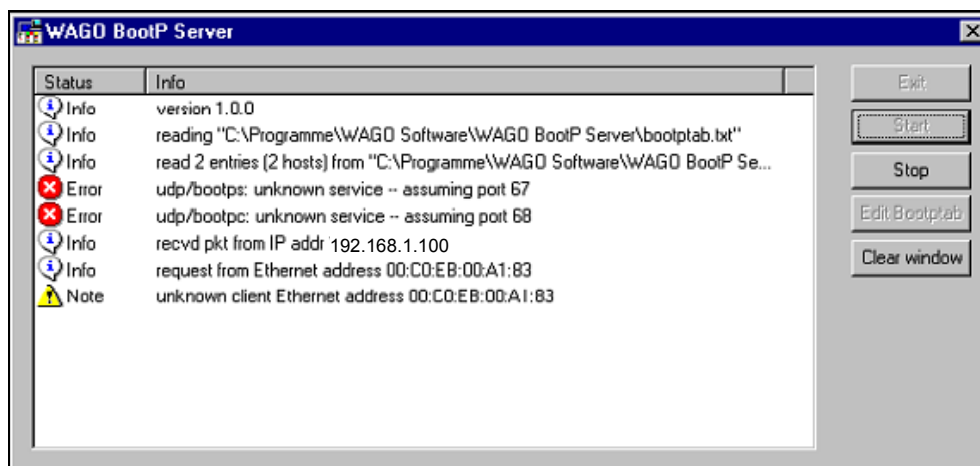 WAGO BootP Server
Status Info
Info version 1.0.0
Info reading "C:\Programme\WAGO Software\WAGO BootP Server\bootptab.txt"
Info read 2 entries (2 hosts) from "C:\Programme\WAGO Software\WAGO BootP Se...
Error udp/bootps: unknown service -- assuming port 67
Error udp/bootpc: unknown service -- assuming port 68
Info recvd pkt from IP addr 192.168.1.100
Info request from Ethernet address 00:C0:EB:00:A1:83
Note unknown client Ethernet address 00:C0:EB:00:A1:83
Exit
Start
Stop
Edit Bootptab
Clear window